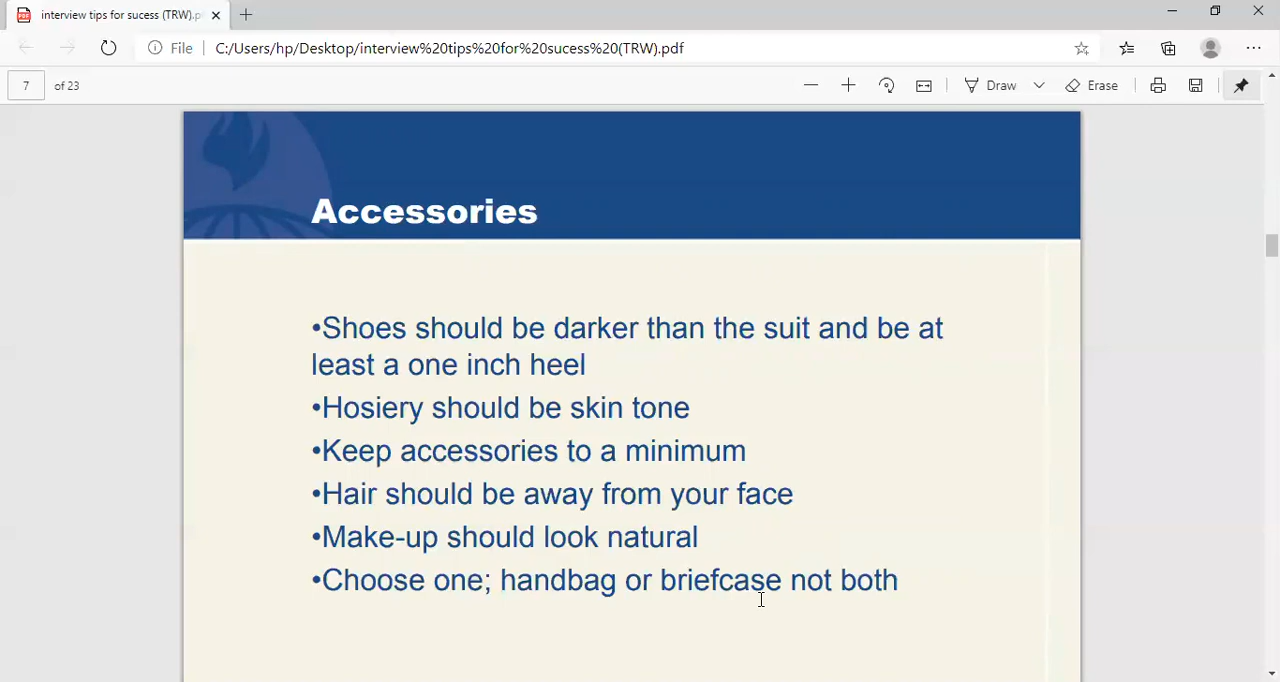 interview tips for sucess (TRW).p
File
C:/Users/hp/Desktop/interview%20tips%20for%20sucess%20(TRW).pdf
7 of 23
Draw
Erase
Accessories
•Shoes should be darker than the suit and be at
least a one inch heel
•Hosiery should be skin tone
•Keep accessories to a minimum
•Hair should be away from your face
•Make-up should look natural
•Choose one; handbag or briefcase not both